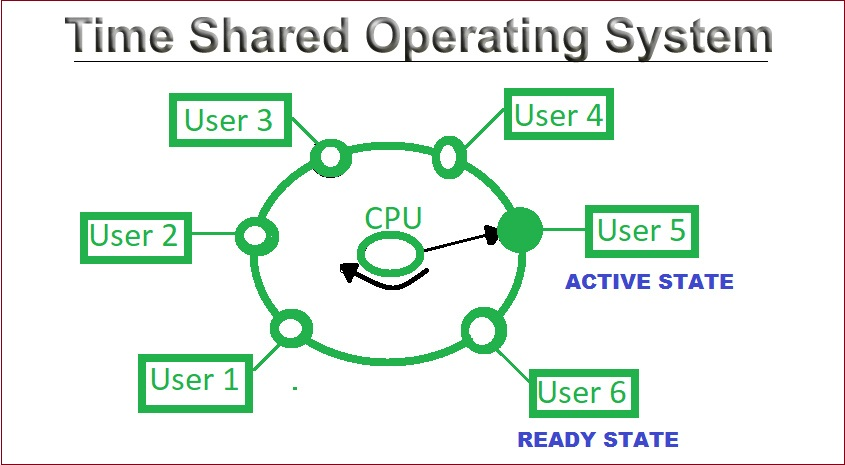 Time Shared Operating System
User 3
User 4
CPU
User 2
User 5
ACTIVE STATE
User 1
User 6
READY STATE